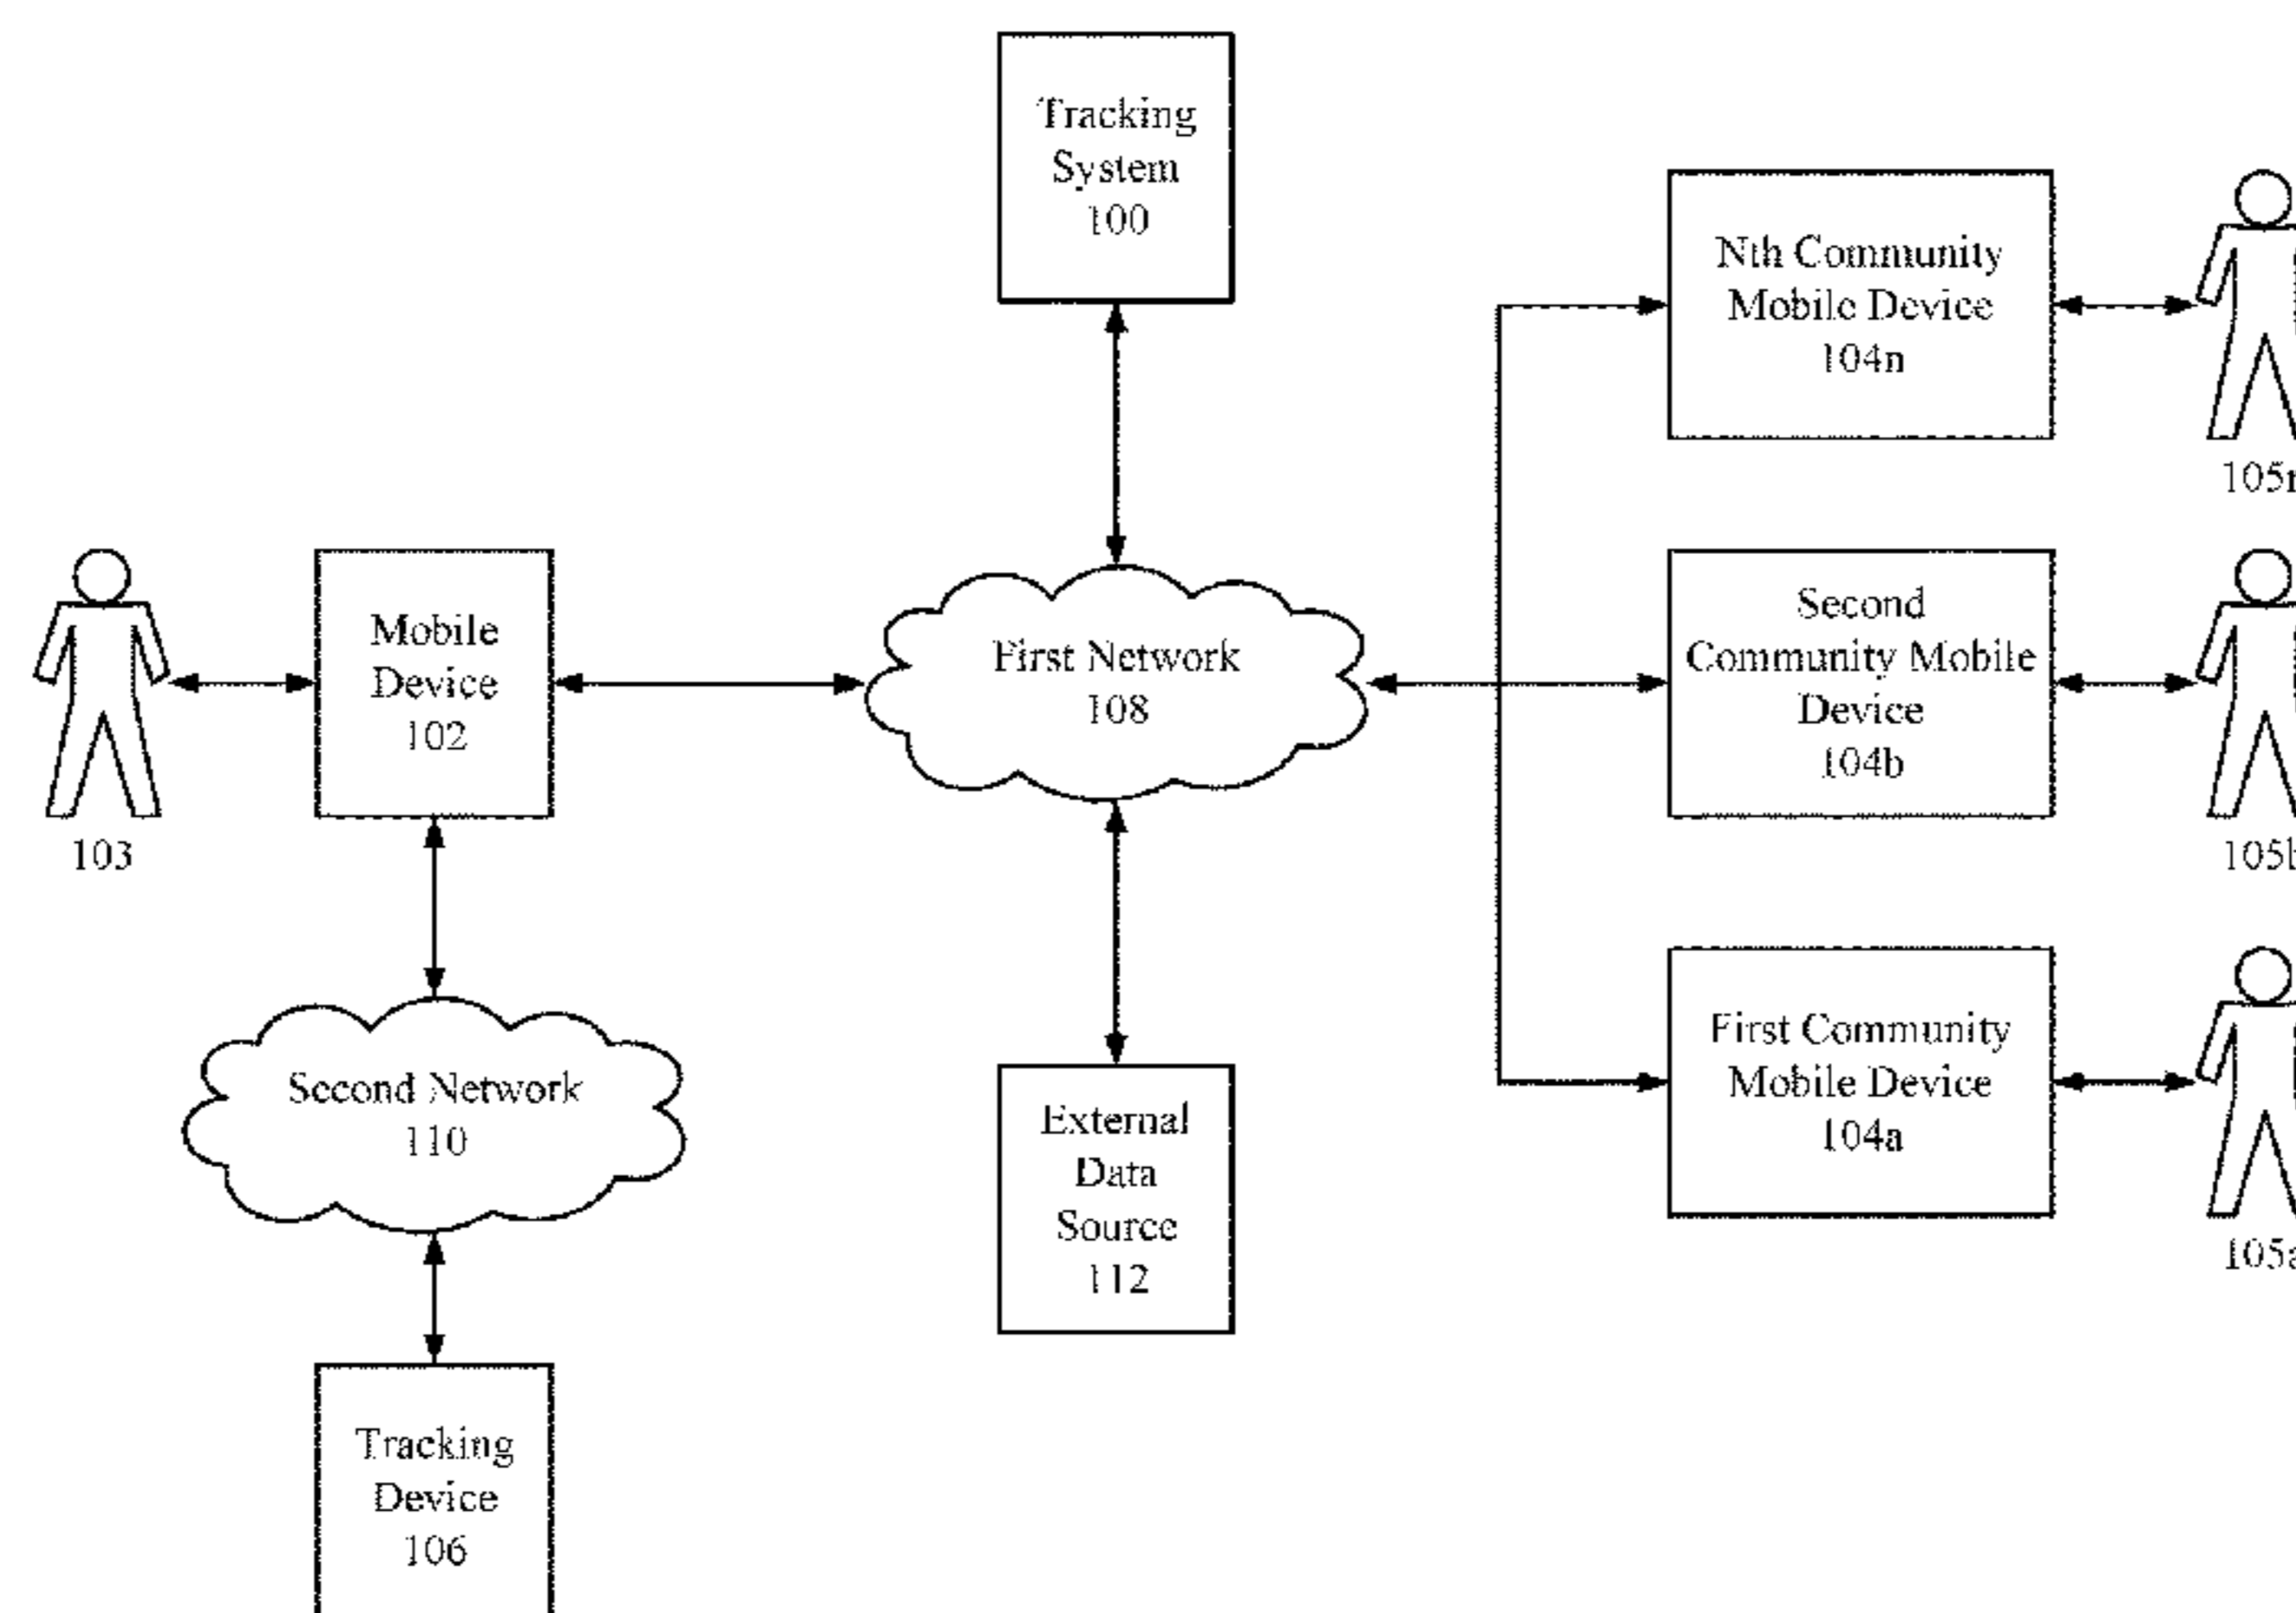 Tracking
System
100
Nth Community
Mobile Device
104n
Mobile
Device
102
103
First Network
108
Second
Community Mobile
Device
104b
Second Network
110
External
Data
Source
112
First Community
Mobile Device
104a
Tracking
Device
106